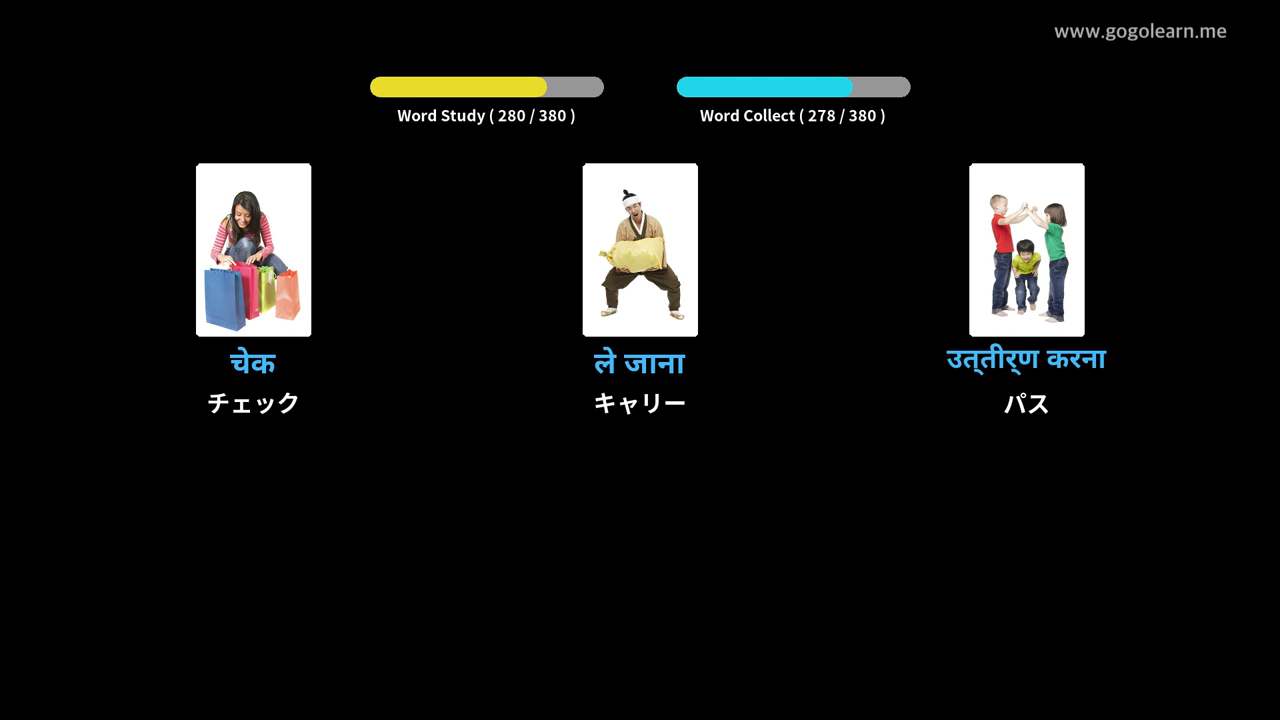 www.gogolearn.me
Word Study ( 280 / 380 )
Word Collect ( 278 / 380 )
चेक
ले जाना
उत्‌तीर्‌ण करना
チェック
キャリー
パス